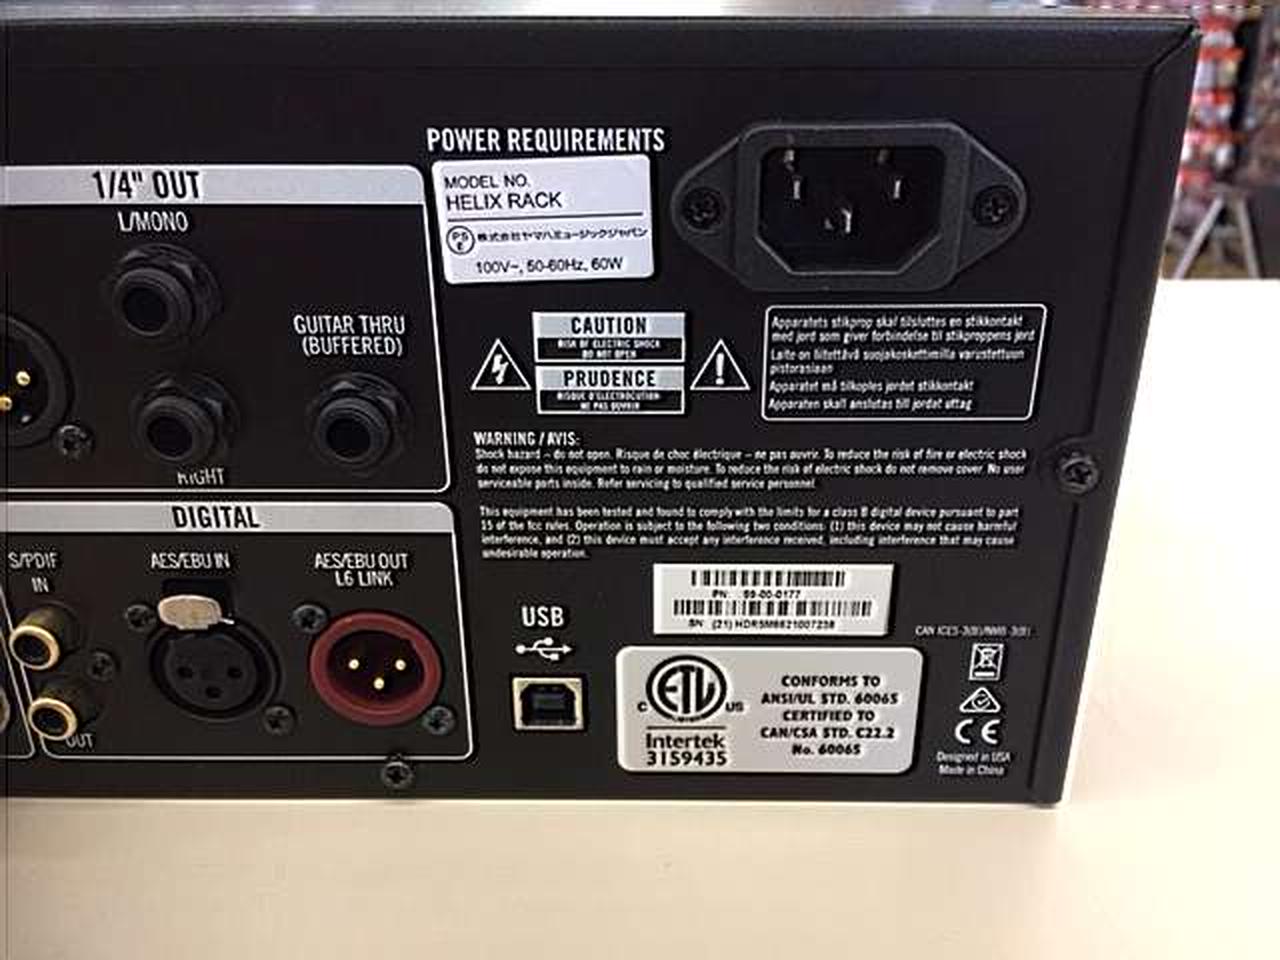 POWER REQUIREMENTS
MODEL NO.
HELIX RACK
PS
E
株式会社ヤマハミュージックジャパン
100V~, 50-60Hz, 60W
1/4" OUT
L/MONO
GUITAR THRU
(BUFFERED)
RIGHT
CAUTION
RISK OF ELECTRIC SHOCK
DO NOT OPEN
PRUDENCE
RISQUE D'ELECTROCUTION
NE PAS OUVRIR
Apparatets stikprop skal tilsluttes en stikkontakt
med jord som giver forbindelse til stikproppens jord
Laite on liitettävä suojakoskettimilla varustettuun
pistorasiaan
Apparatet må tilkoples jordet stikkontakt
Apparaten skall anslutas till jordat uttag
WARNING / AVIS:
Shock hazard – do not open. Risque de choc électrique – ne pas ouvrir. To reduce the risk of fire or electric shock
do not expose this equipment to rain or moisture. To reduce the risk of electric shock do not remove cover. No user
serviceable parts inside. Refer servicing to qualified service personnel.
This equipment has been tested and found to comply with the limits for a class B digital device pursuant to part
15 of the fcc rules. Operation is subject to the following two conditions: (1) this device may not cause harmful
interference, and (2) this device must accept any interference received, including interference that may cause
undesirable operation.
DIGITAL
S/PDIF
IN
AES/EBU IN
AES/EBU OUT
L6 LINK
OUT
USB
PN: 99-00-0177
SN: (21) HDR5M6621007238
C ETL US
Intertek
3159435
CONFORMS TO
ANSI/UL STD. 60065
CERTIFIED TO
CAN/CSA STD. C22.2
No. 60065
CAN ICES-3(B)/NMB-3(B)
CE
Designed in USA
Made in China